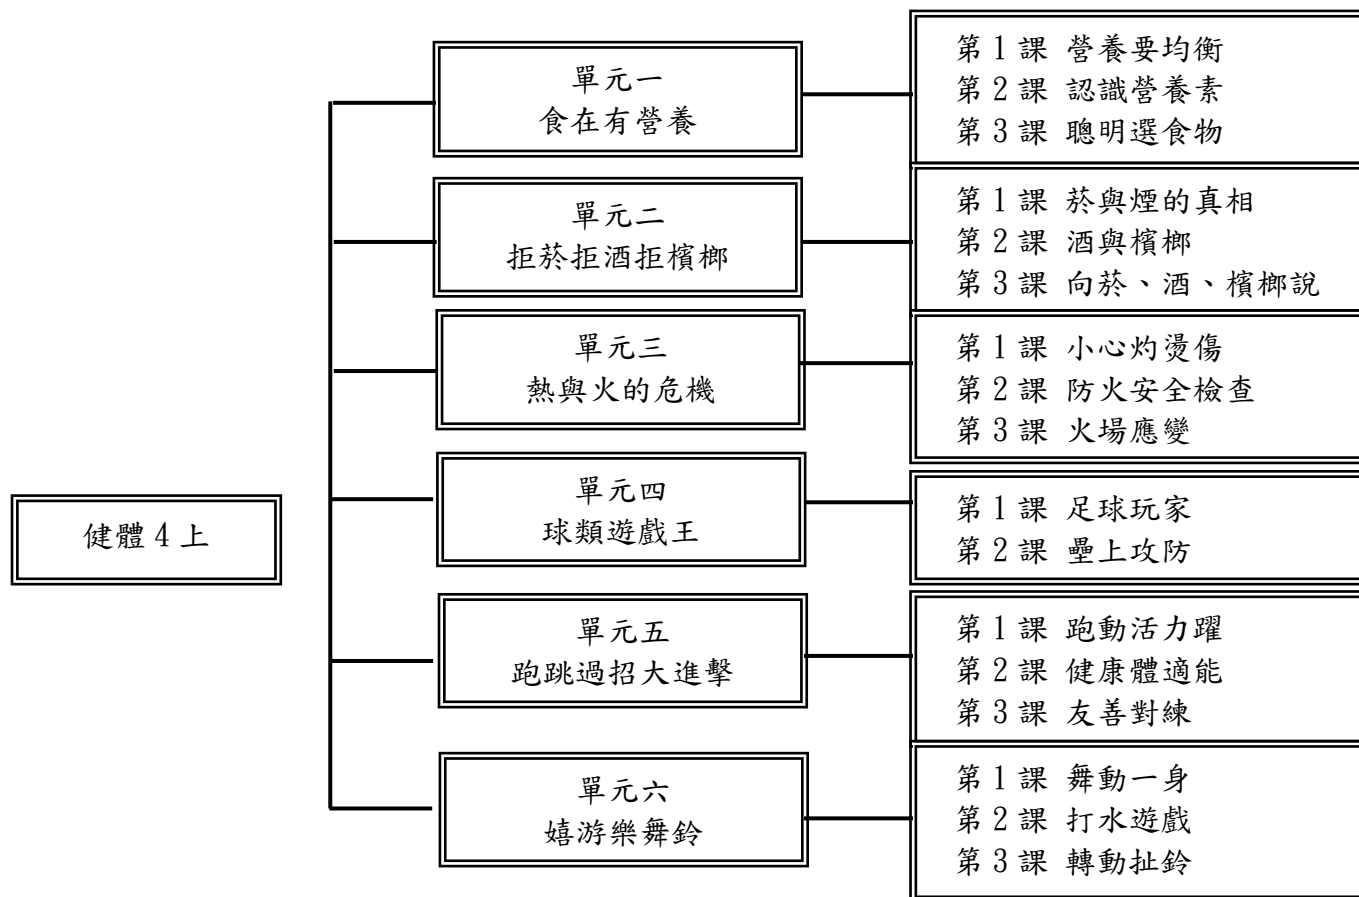 健體 4 上
單元一
食在有營養
第 1 課 營養要均衡
第 2 課 認識營養素
第 3 課 聰明選食物
單元二
拒菸拒酒拒檳榔
第 1 課 菸與煙的真相
第 2 課 酒與檳榔
第 3 課 向菸、酒、檳榔說
單元三
熱與火的危機
第 1 課 小心灼燙傷
第 2 課 防火安全檢查
第 3 課 火場應變
單元四
球類遊戲王
第 1 課 足球玩家
第 2 課 壘上攻防
單元五
跑跳過招大進擊
第 1 課 跑動活力躍
第 2 課 健康體適能
第 3 課 友善對練
單元六
嬉游樂舞鈴
第 1 課 舞動一身
第 2 課 打水遊戲
第 3 課 轉動扯鈴